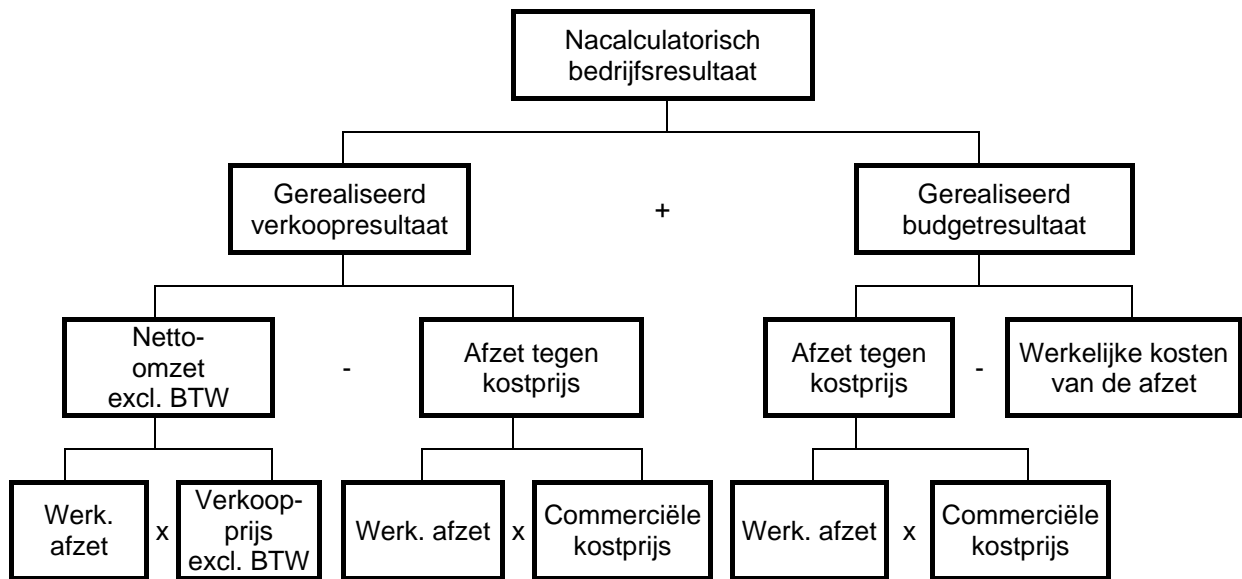 Nacalculatorisch
bedrijfsresultaat
Gerealiseerd
verkoopresultaat
+
Gerealiseerd
budgetresultaat
Netto-
omzet
excl. BTW
-
Afzet tegen
kostprijs
Afzet tegen
kostprijs
-
Werkelijke kosten
van de afzet
Werk.
afzet
x
Verkoop-
prijs
excl. BTW
Werk. afzet
x
Commerciële
kostprijs
Werk. afzet
x
Commerciële
kostprijs